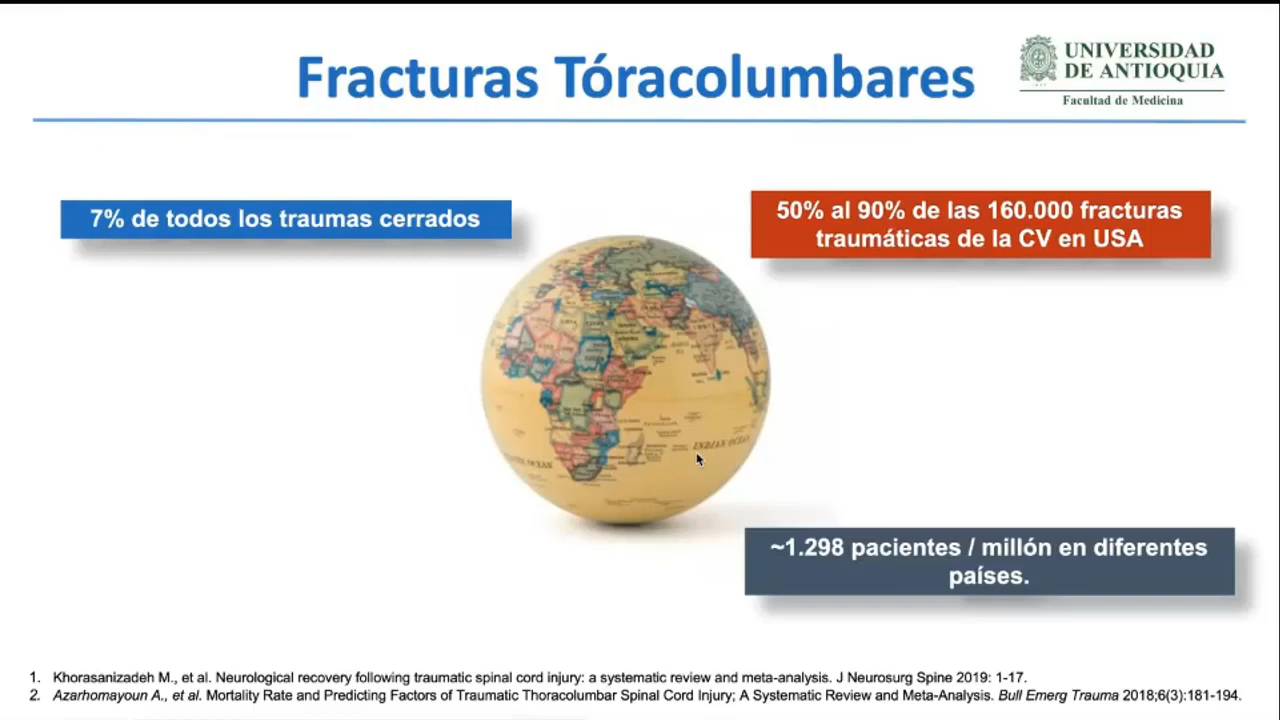 Fracturas Tóracolumbares
UNIVERSIDAD
DE ANTIOQUIA
Facultad de Medicina
7% de todos los traumas cerrados
50% al 90% de las 160.000 fracturas
traumáticas de la CV en USA
INDIAN OCEAN
~1.298 pacientes / millón en diferentes
países.
1. Khorasanizadeh M., et al. Neurological recovery following traumatic spinal cord injury: a systematic review and meta-analysis. J Neurosurg Spine 2019: 1-17.
2. Azarhomayoun A., et al. Mortality Rate and Predicting Factors of Traumatic Thoracolumbar Spinal Cord Injury; A Systematic Review and Meta-Analysis. Bull Emerg Trauma 2018;6(3):181-194.